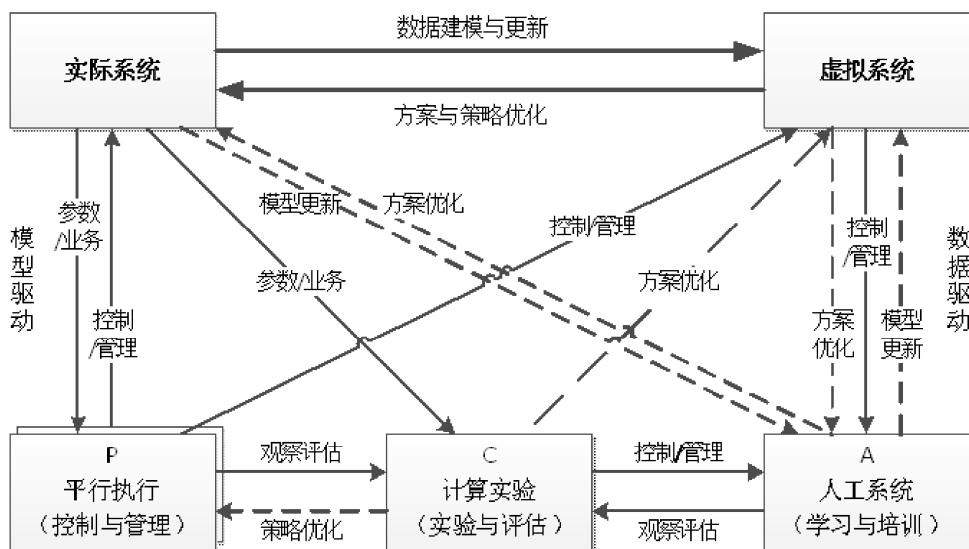 数据建模与更新
实际系统
虚拟系统
方案与策略优化
模型更新
方案优化
参数
/业务
控制/管理
控制
/管理
模型驱动
数据驱动
参数/业务
方案优化
控制
/管理
方案
优化
模型
更新
P
平行执行
（控制与管理）
观察评估
策略优化
C
计算实验
（实验与评估）
控制/管理
观察评估
A
人工系统
（学习与培训）